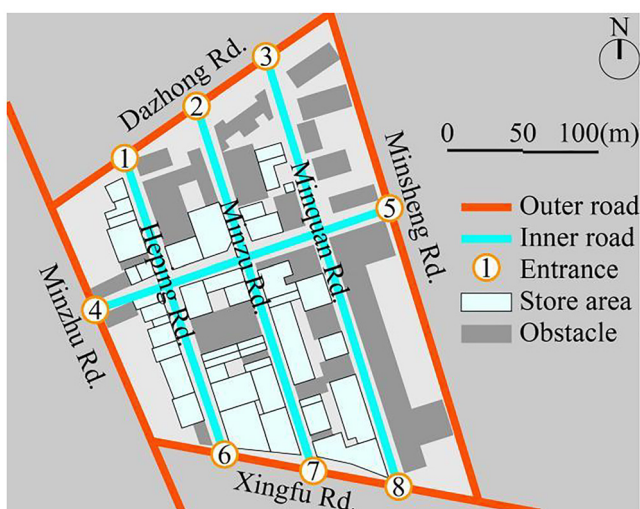 N
Dazhong Rd.
3
2
1
0 50 100(m)
Minsheng Rd.
Outer road
Inner road
1 Entrance
Store area
Obstacle
Heping Rd.
Minzu Rd.
Minquan Rd.
5
4
Minzhu Rd.
6
7
8
Xingfu Rd.